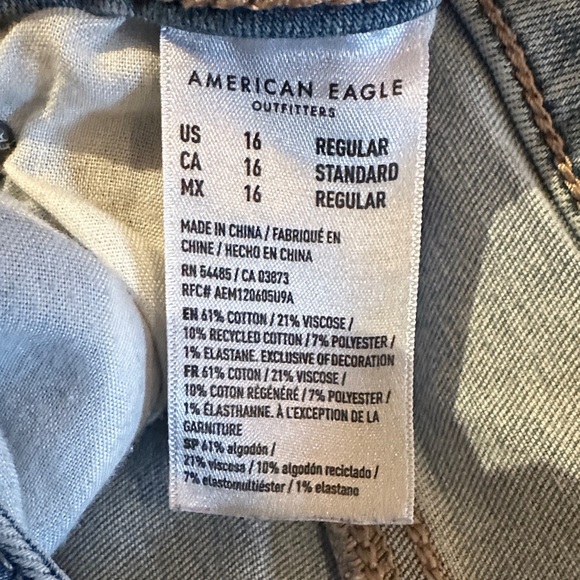 AMERICAN EAGLE
OUTFITTERS
US 16 REGULAR
CA 16 STANDARD
MX 16 REGULAR
MADE IN CHINA / FABRIQUÉ EN
CHINE / HECHO EN CHINA
RN 54485 / CA 03873
RFC# AEM120605U9A
EN 61% COTTON / 21% VISCOSE /
10% RECYCLED COTTON / 7% POLYESTER /
1% ELASTANE. EXCLUSIVE OF DECORATION
FR 61% COTON / 21% VISCOSE /
10% COTON RÉGÉNÉRÉ / 7% POLYESTER /
1% ÉLASTHANNE. À L'EXCEPTION DE LA
GARNITURE
SP 61% algodón /
21% viscosa / 10% algodón reciclado /
7% elastomultiéster / 1% elastano